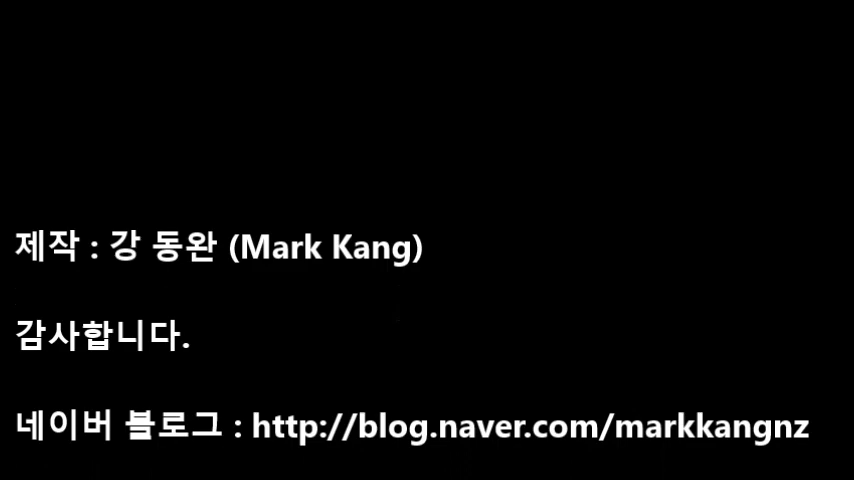 제작 : 강 동완 (Mark Kang)
감사합니다.
네이버 블로그 : http://blog.naver.com/markkangnz